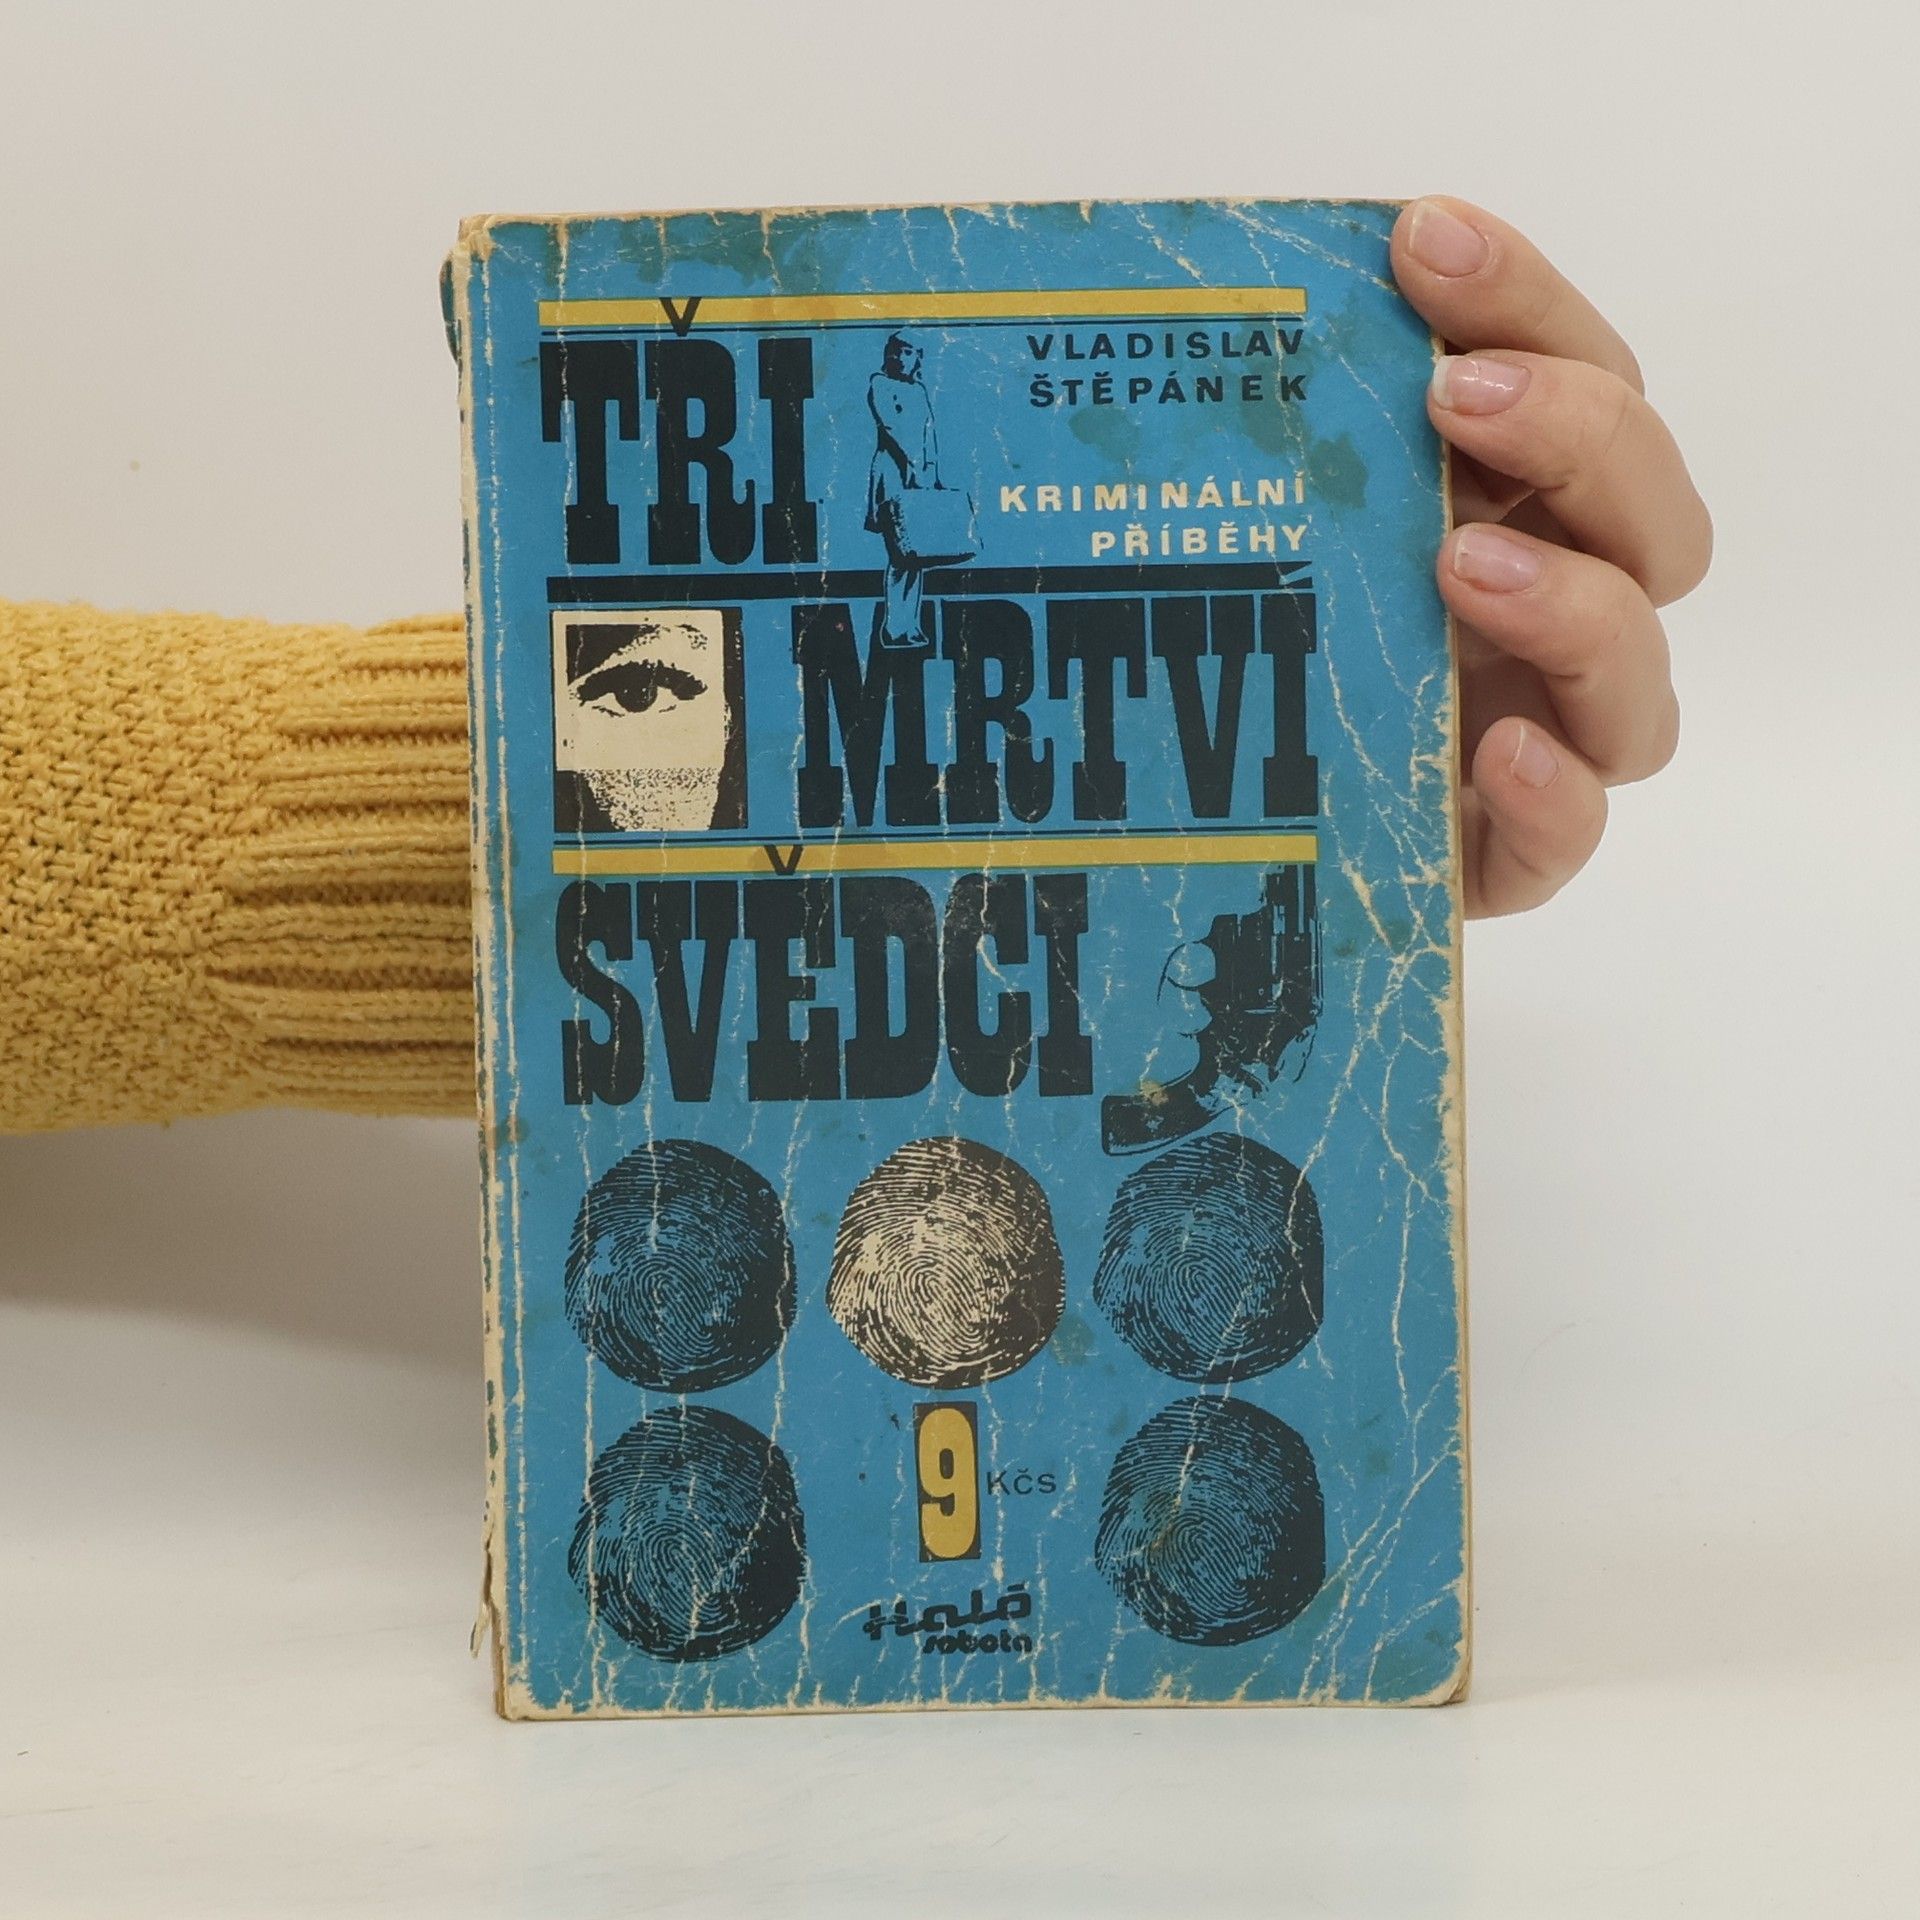 TŘI
VLADISLAV
ŠTĚPÁNEK
KRIMINÁLNÍ
PŘÍBĚHY
MRTVÍ
SVĚDCI
9 Kčs
Haló
sobota